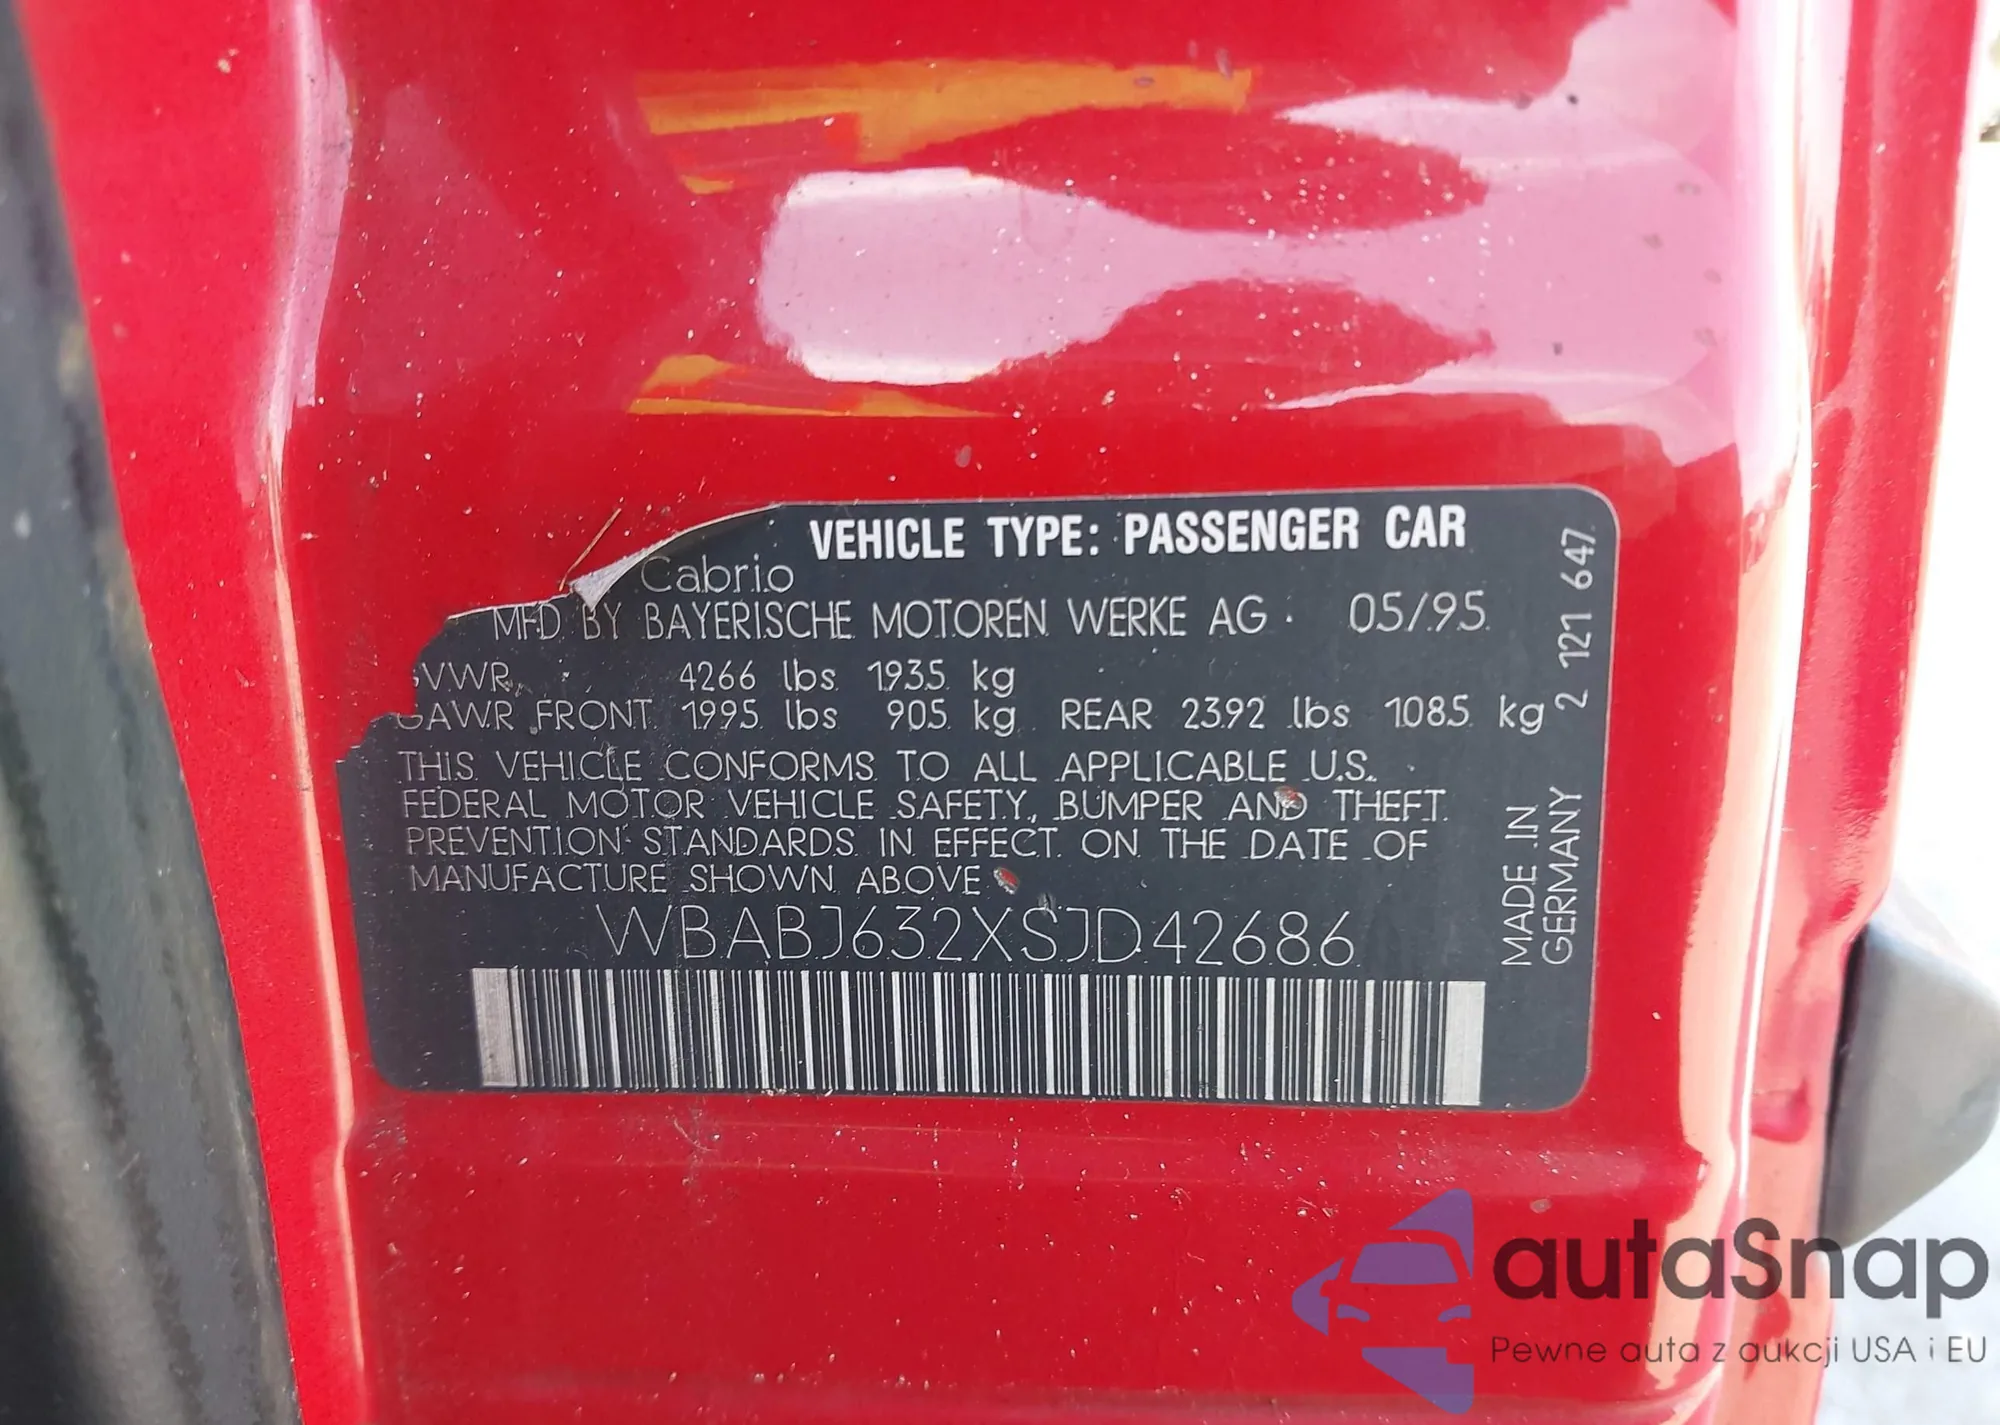 VEHICLE TYPE: PASSENGER CAR
Cabrio
MFD. BY BAYERISCHE MOTOREN WERKE AG 05/95
GVWR 4266 lbs 1935 kg
GAWR FRONT 1995 lbs 905 kg REAR 2392 lbs 1085 kg
THIS VEHICLE CONFORMS TO ALL APPLICABLE U.S.
FEDERAL MOTOR VEHICLE SAFETY, BUMPER AND THEFT
PREVENTION STANDARDS IN EFFECT ON THE DATE OF
MANUFACTURE SHOWN ABOVE
WBABJ632XSJD42686
MADE IN
GERMANY 2 121 647
autaSnap
Pewne auta z aukcji USA i EU